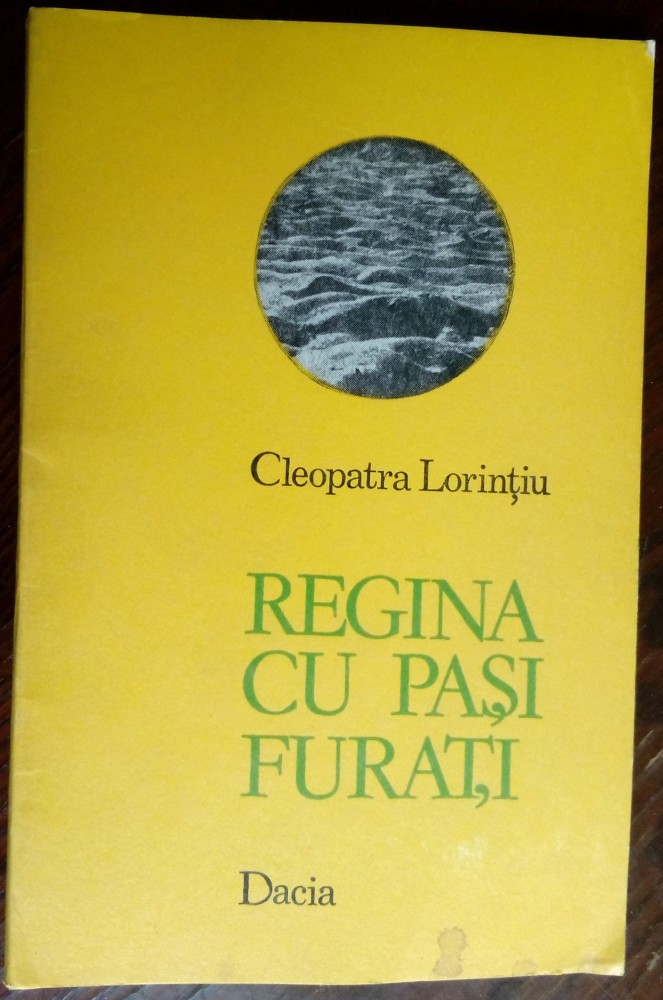 Cleopatra Lorințiu
REGINA
CU PAȘI
FURAȚI
Dacia